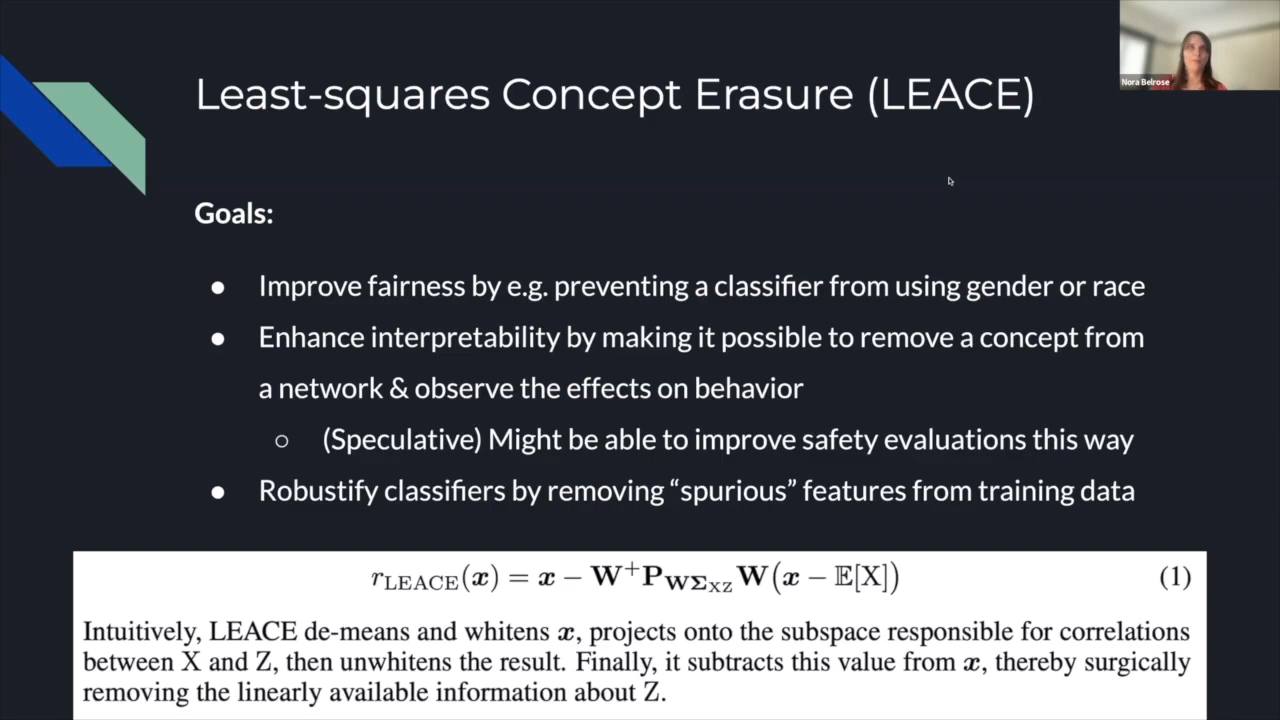 Least-squares Concept Erasure (LEACE)
Nora Belrose
Goals:
● Improve fairness by e.g. preventing a classifier from using gender or race
● Enhance interpretability by making it possible to remove a concept from
a network & observe the effects on behavior
○ (Speculative) Might be able to improve safety evaluations this way
● Robustify classifiers by removing “spurious” features from training data
r_LEACE(x) = x − W⁺P_{WΣ_XZ}W(x − 𝔼[X]) (1)
Intuitively, LEACE de-means and whitens x, projects onto the subspace responsible for correlations
between X and Z, then unwhitens the result. Finally, it subtracts this value from x, thereby surgically
removing the linearly available information about Z.